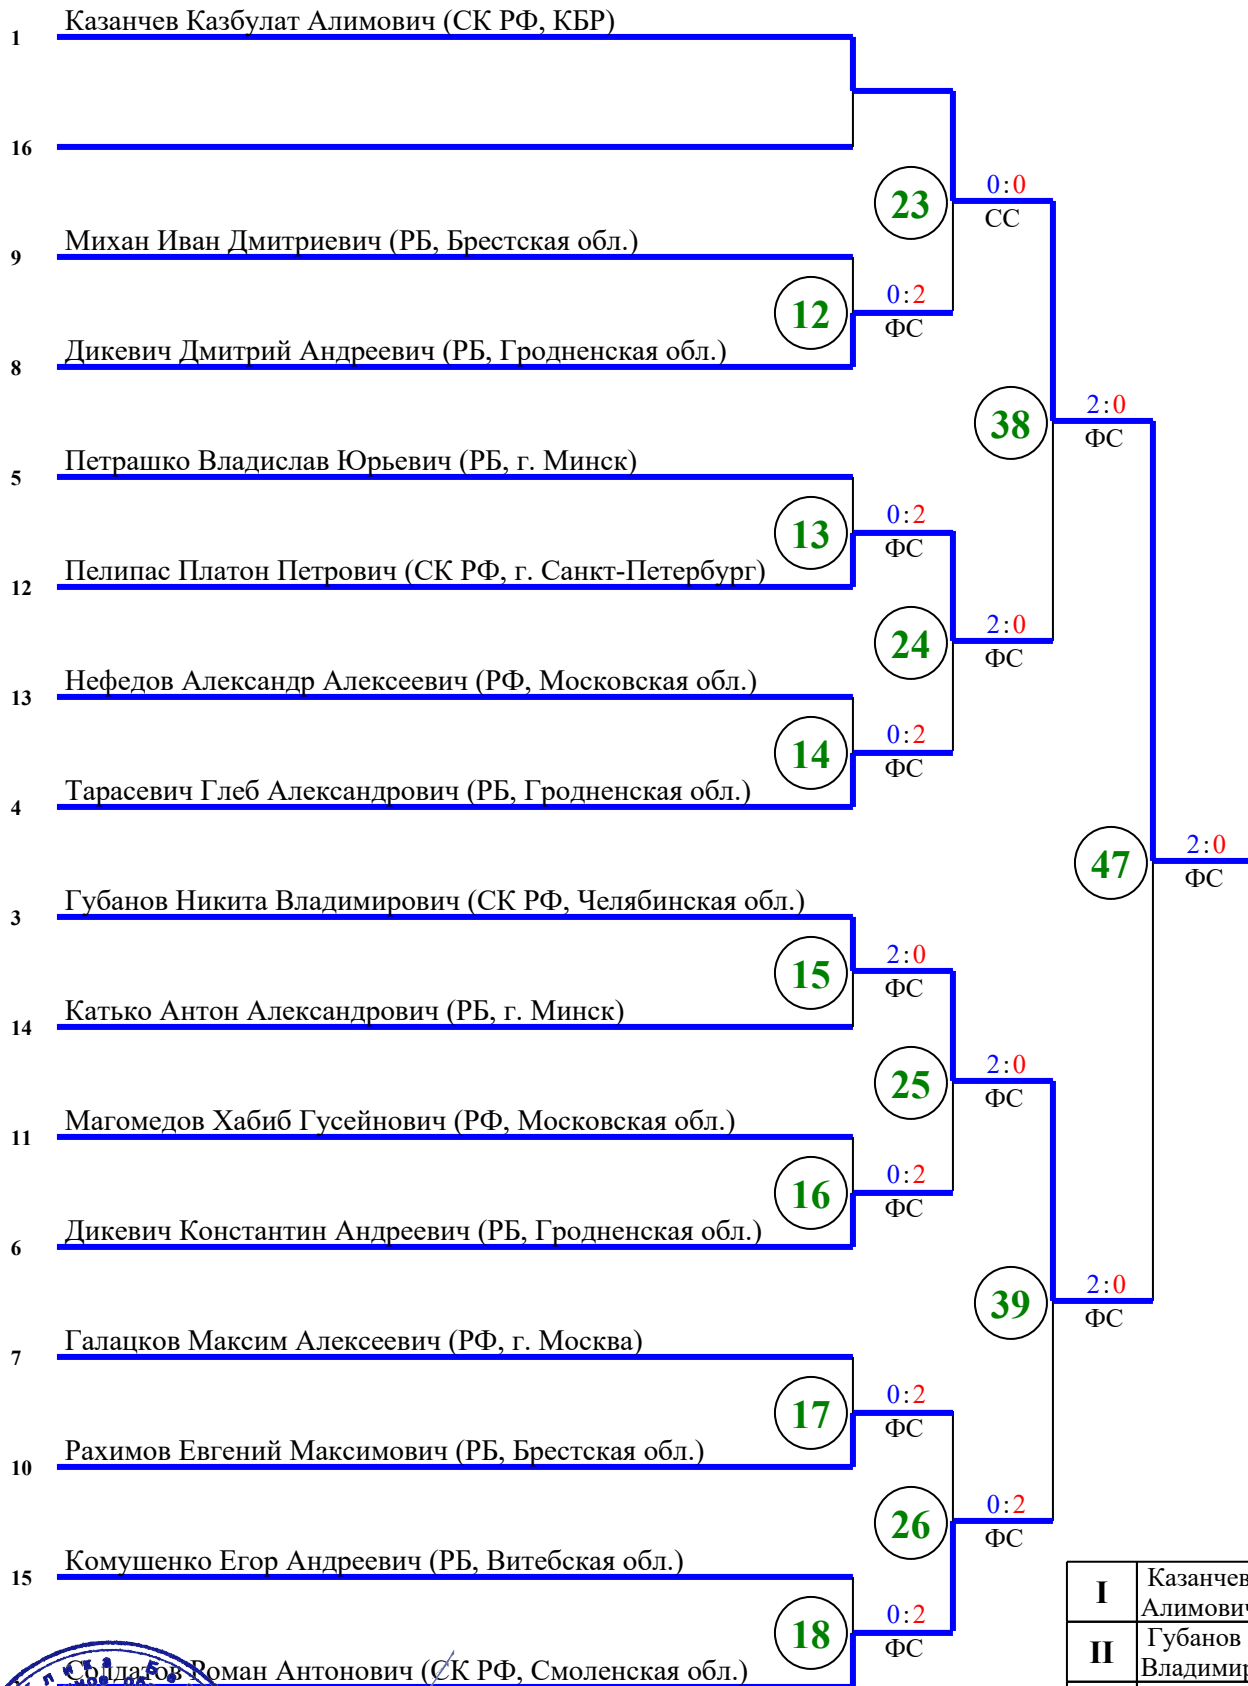 Казанчев Казбулат Алимович (СК РФ, КБР)
1
16
23
0:0
СС
Михан Иван Дмитриевич (РБ, Брестская обл.)
9
12
0:2
ФС
Дикевич Дмитрий Андреевич (РБ, Гродненская обл.)
8
38
2:0
ФС
Петрашко Владислав Юрьевич (РБ, г. Минск)
5
13
0:2
ФС
Пелипас Платон Петрович (СК РФ, г. Санкт-Петербург)
12
24
2:0
ФС
Нефедов Александр Алексеевич (РФ, Московская обл.)
13
14
0:2
ФС
Тарасевич Глеб Александрович (РБ, Гродненская обл.)
4
47
2:0
ФС
Губанов Никита Владимирович (СК РФ, Челябинская обл.)
3
15
2:0
ФС
Катько Антон Александрович (РБ, г. Минск)
14
25
2:0
ФС
Магомедов Хабиб Гусейнович (РФ, Московская обл.)
11
16
0:2
ФС
Дикевич Константин Андреевич (РБ, Гродненская обл.)
6
39
2:0
ФС
Галацков Максим Алексеевич (РФ, г. Москва)
7
17
0:2
ФС
Рахимов Евгений Максимович (РБ, Брестская обл.)
10
26
0:2
ФС
Комушенко Егор Андреевич (РБ, Витебская обл.)
15
18
0:2
ФС
Солдатов Роман Антонович (СК РФ, Смоленская обл.)
I
Казанчев
Алимович
II
Губанов
Владимир